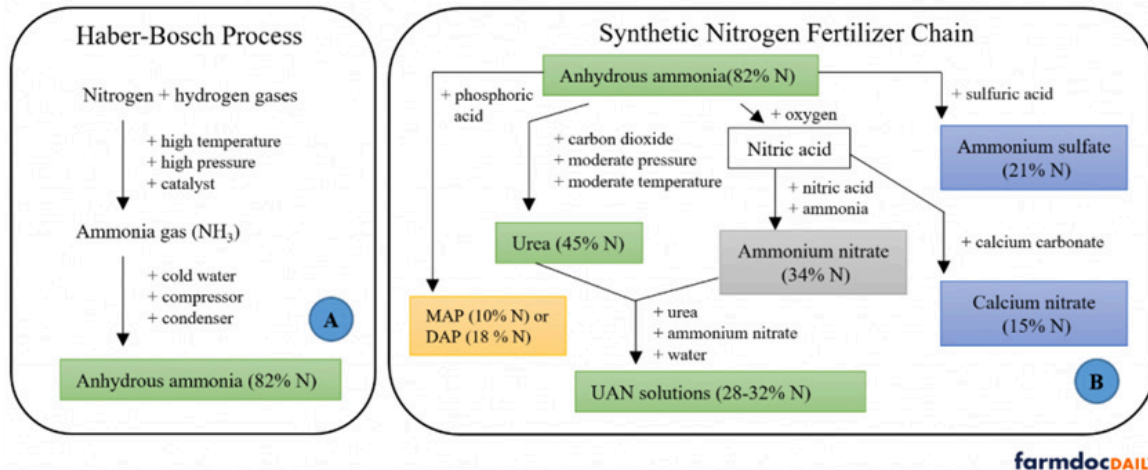 Haber-Bosch Process
Nitrogen + hydrogen gases
+ high temperature
+ high pressure
+ catalyst
Ammonia gas (NH₃)
+ cold water
+ compressor
+ condenser
A
Anhydrous ammonia (82% N)
Synthetic Nitrogen Fertilizer Chain
Anhydrous ammonia(82% N)
+ phosphoric
acid
+ carbon dioxide
+ moderate pressure
+ moderate temperature
+ oxygen
Nitric acid
+ sulfuric acid
Ammonium sulfate
(21% N)
+ nitric acid
+ ammonia
Urea (45% N)
Ammonium nitrate
(34% N)
+ calcium carbonate
Calcium nitrate
(15% N)
MAP (10% N) or
DAP (18 % N)
+ urea
+ ammonium nitrate
+ water
UAN solutions (28-32% N)
B
farmdocDAILY